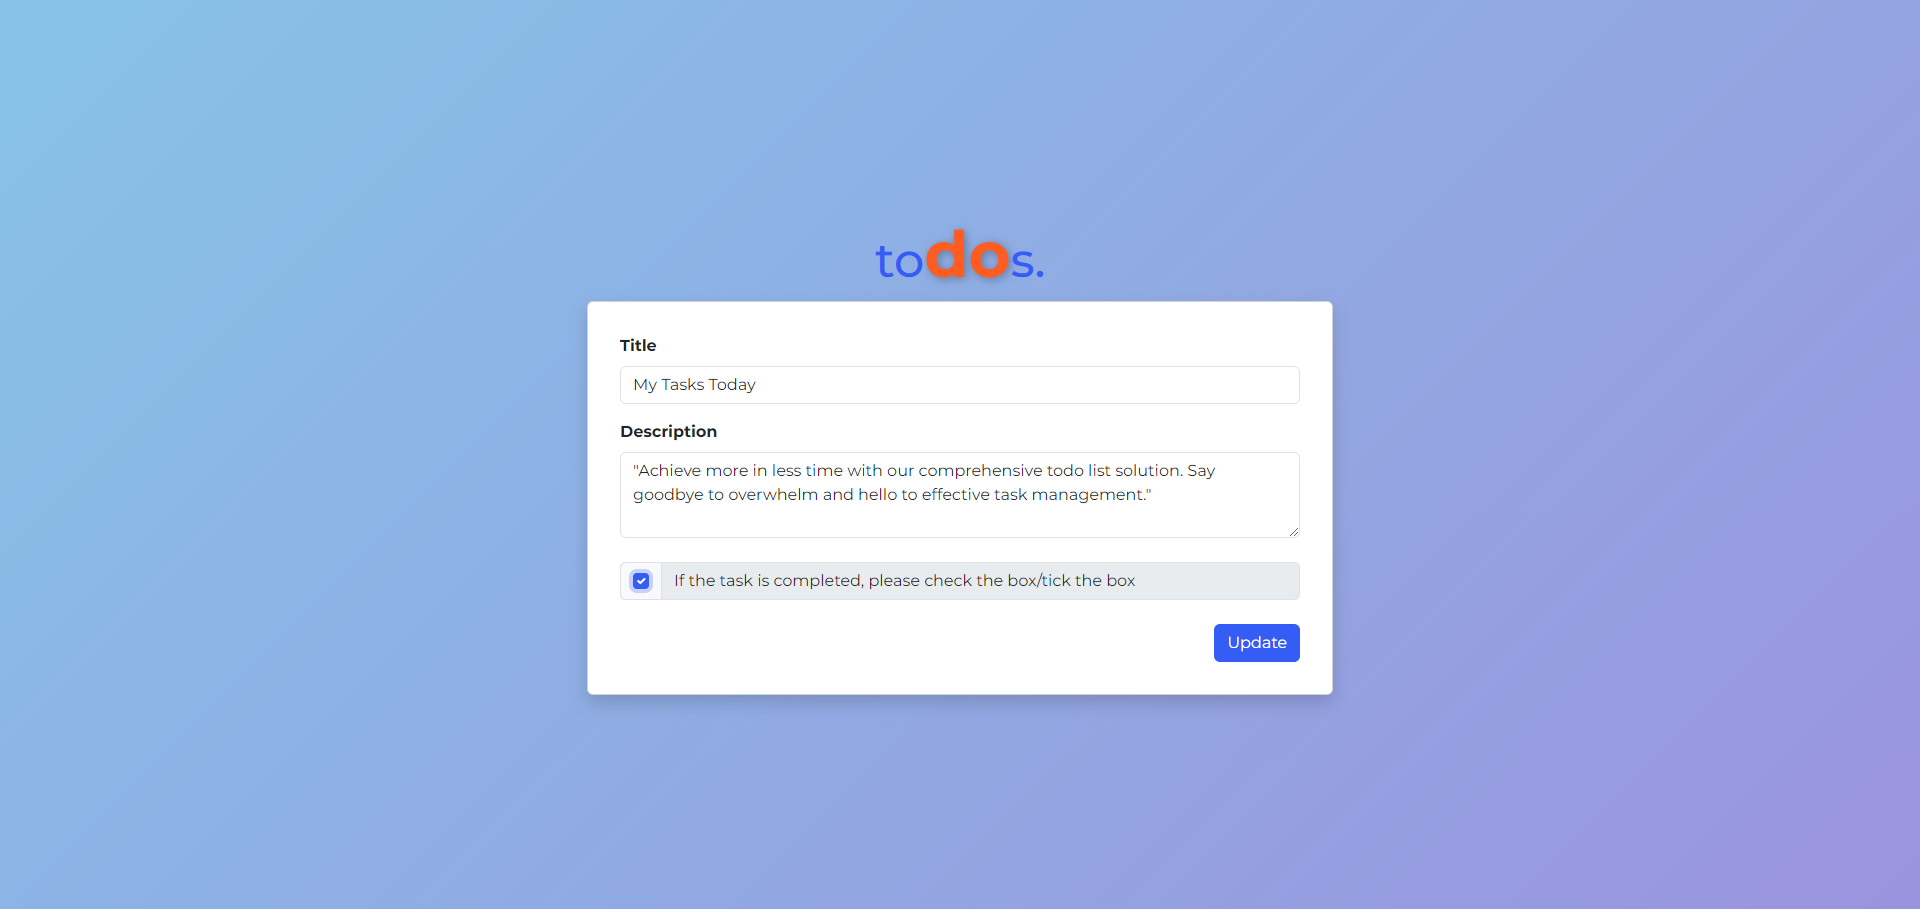 todos.
Title
My Tasks Today
Description
"Achieve more in less time with our comprehensive todo list solution. Say
goodbye to overwhelm and hello to effective task management."
If the task is completed, please check the box/tick the box
Update